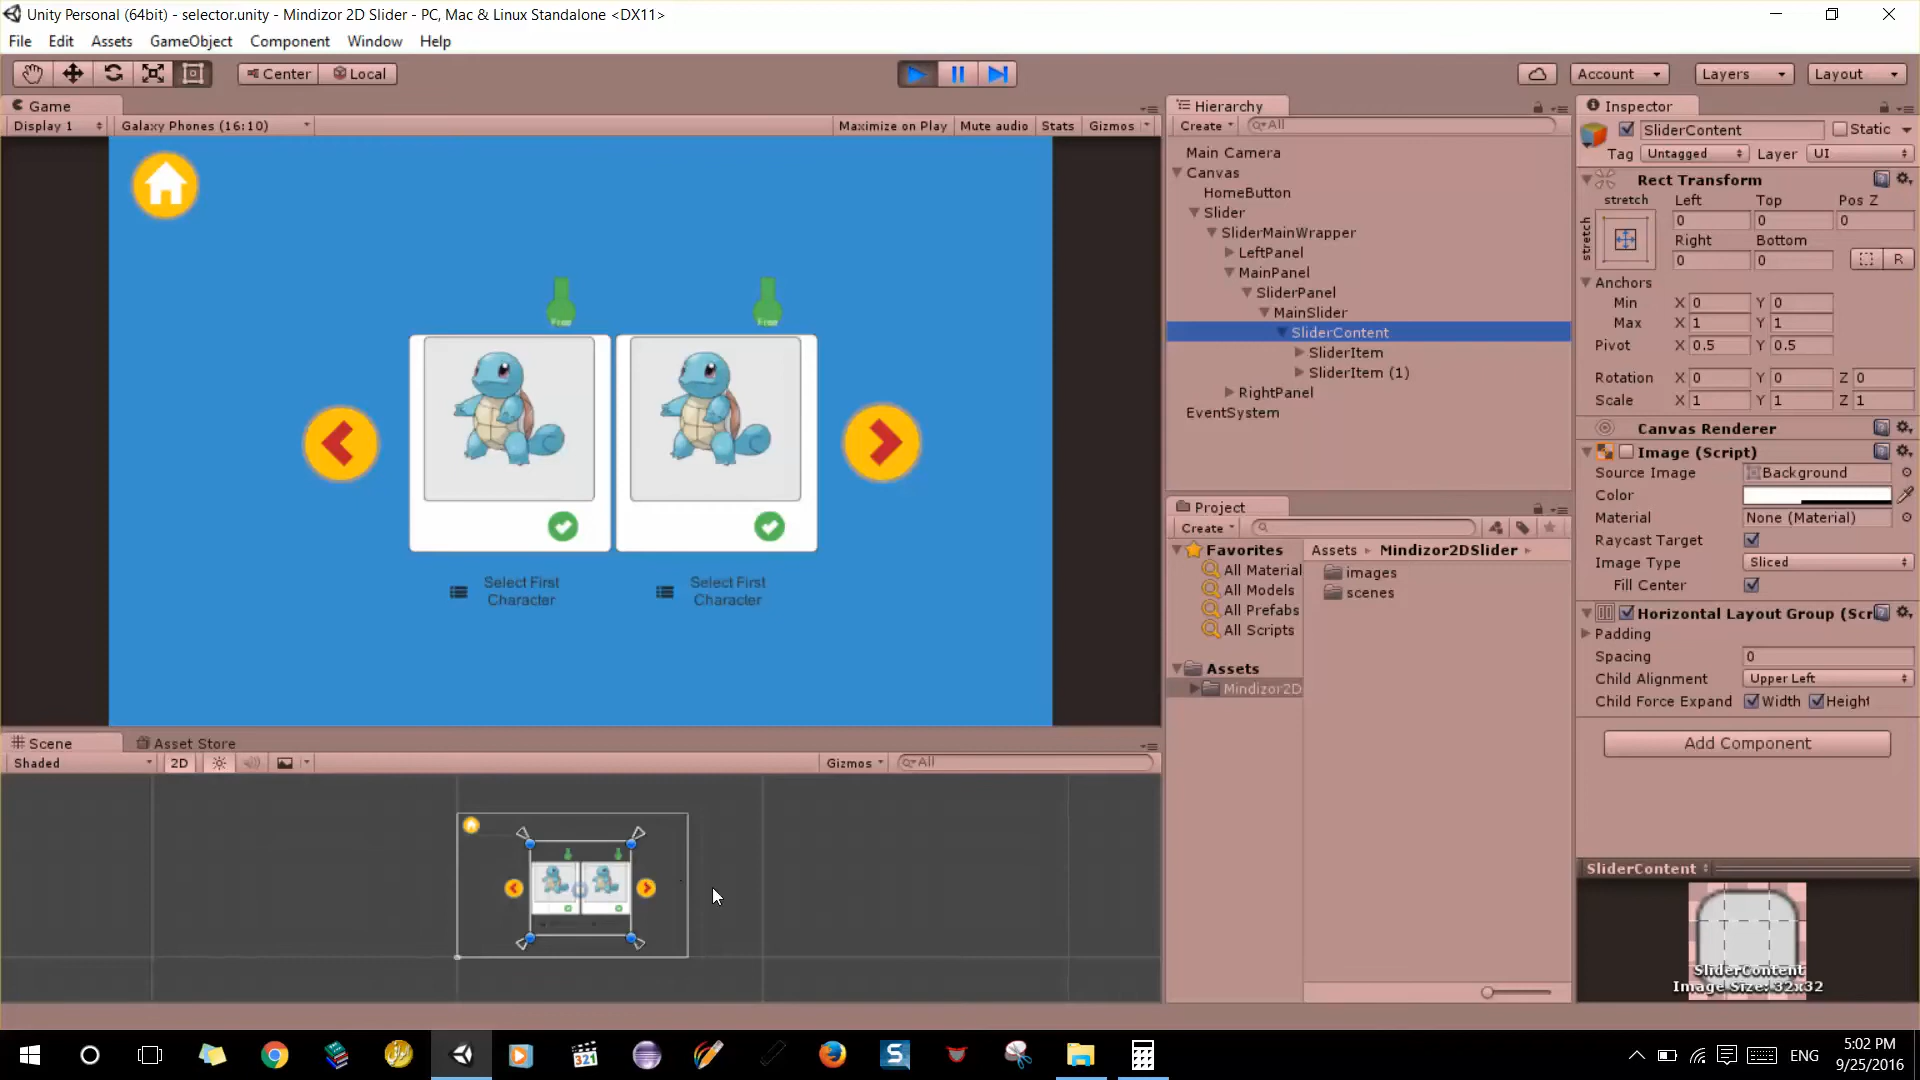 Unity Personal (64bit) - selector.unity - Mindizor 2D Slider - PC, Mac & Linux Standalone <DX11>
File Edit Assets GameObject Component Window Help
Center Local Account Layers Layout
Game
Display 1 Galaxy Phones (16:10) Maximize on Play Mute audio Stats Gizmos
Free Free
Select First Select First
Character Character
Scene Asset Store
Shaded 2D Gizmos All
Hierarchy
Create All
Main Camera
Canvas
HomeButton
Slider
SliderMainWrapper
LeftPanel
MainPanel
SliderPanel
MainSlider
SliderContent
SliderItem
SliderItem (1)
RightPanel
EventSystem
Project
Create
Favorites
All Material
All Models
All Prefabs
All Scripts
Assets
Mindizor2D
Assets Mindizor2DSlider
images
scenes
Inspector
SliderContent Static
Tag Untagged Layer UI
Rect Transform
stretch Left Top Pos Z
stretch 0 0 0
Right Bottom
0 0 R
Anchors
Min X 0 Y 0
Max X 1 Y 1
Pivot X 0.5 Y 0.5
Rotation X 0 Y 0 Z 0
Scale X 1 Y 1 Z 1
Canvas Renderer
Image (Script)
Source Image Background
Color
Material None (Material)
Raycast Target
Image Type Sliced
Fill Center
Horizontal Layout Group (Scr
Padding
Spacing 0
Child Alignment Upper Left
Child Force Expand Width Height
Add Component
SliderContent
SliderContent
Image Size: 32x32
321 S ENG 5:02 PM
9/25/2016